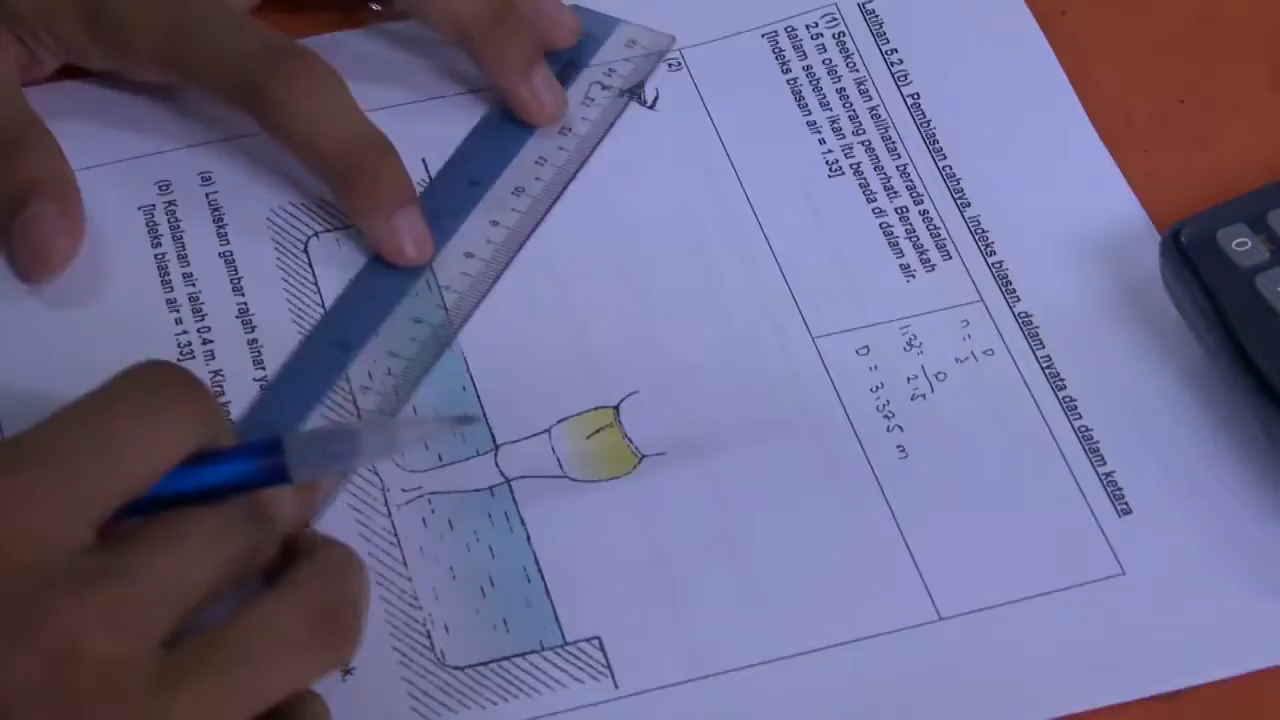 Latihan 5.2 (b) Pembiasan cahaya, indeks biasan, dalam nyata dan dalam ketara
(1) Seekor ikan kelihatan berada sedalam
2.5 m oleh seorang pemerhati. Berapakah
dalam sebenar ikan itu berada di dalam air.
[Indeks biasan air = 1.33]
n = D
1.35 = D
2.5
D = 3.375 m
(2)
(a) Lukiskan gambar rajah sinar
(b) Kedalaman air ialah 0.4 m. Kira
[Indeks biasan air = 1.33]
0